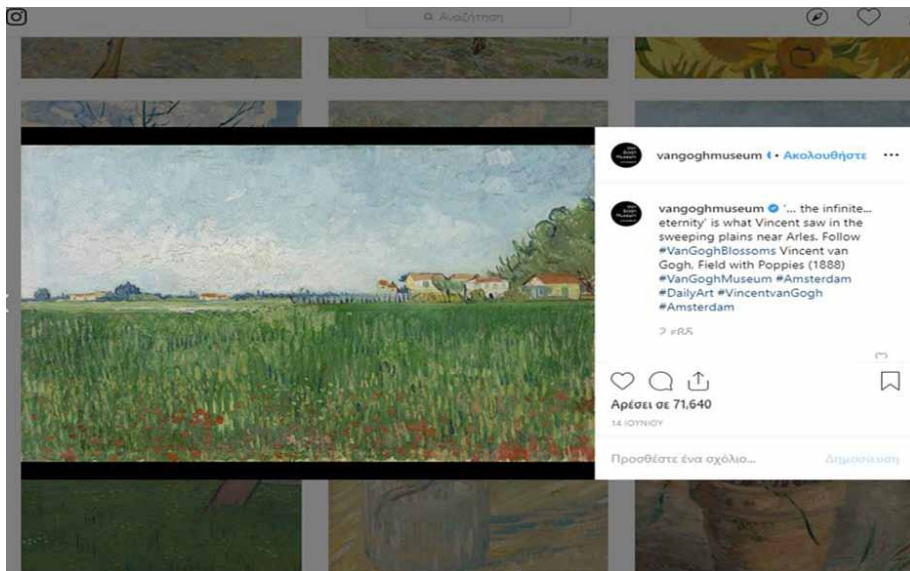 Αναζήτηση
vangoghmuseum • Ακολουθήστε •••
vangoghmuseum '... the infinite...
eternity' is what Vincent saw in the
sweeping plains near Arles. Follow
#VanGoghBlossoms Vincent van
Gogh, Field with Poppies (1888)
#VanGoghMuseum #Amsterdam
#DailyArt #VincentvanGogh
#Amsterdam
2 εβδ
Αρέσει σε 71,640
14 ΙΟΥΝΙΟΥ
Προσθέστε ένα σχόλιο... Δημοσίευση